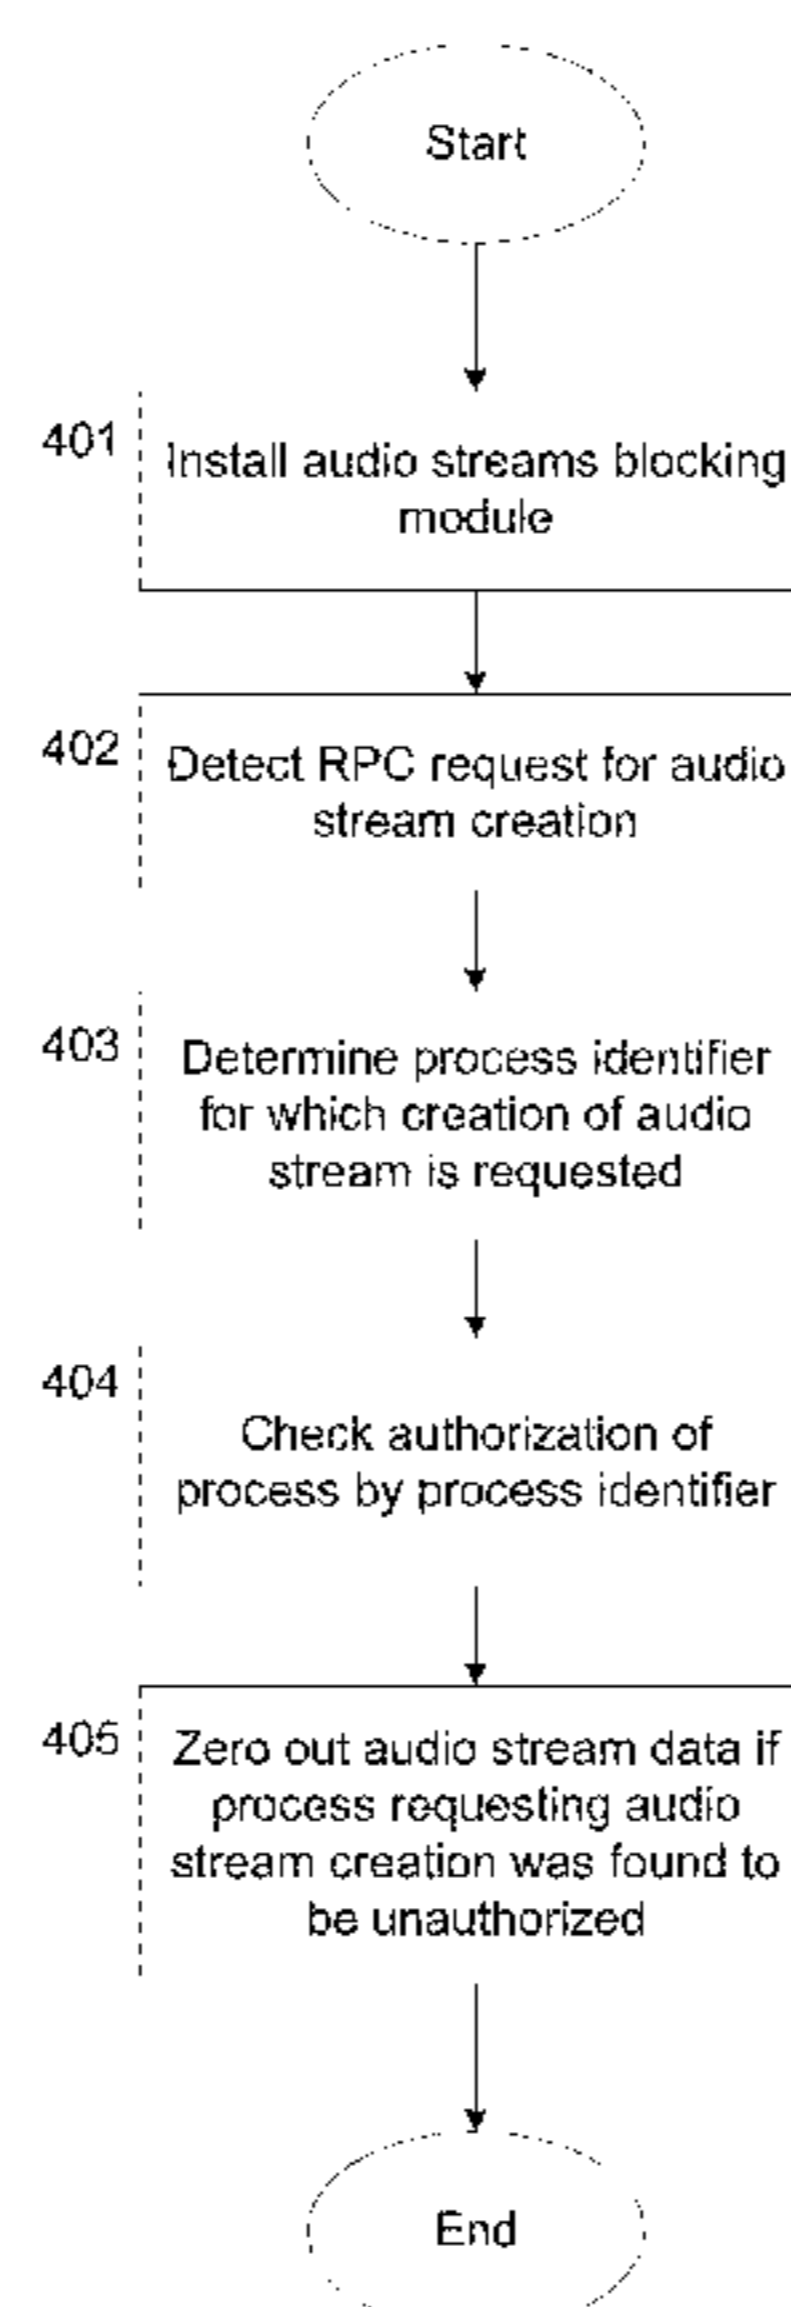 Start
401
Install audio streams blocking
module
402
Detect RPC request for audio
stream creation
403
Determine process identifier
for which creation of audio
stream is requested
404
Check authorization of
process by process identifier
405
Zero out audio stream data if
process requesting audio
stream creation was found to
be unauthorized
End